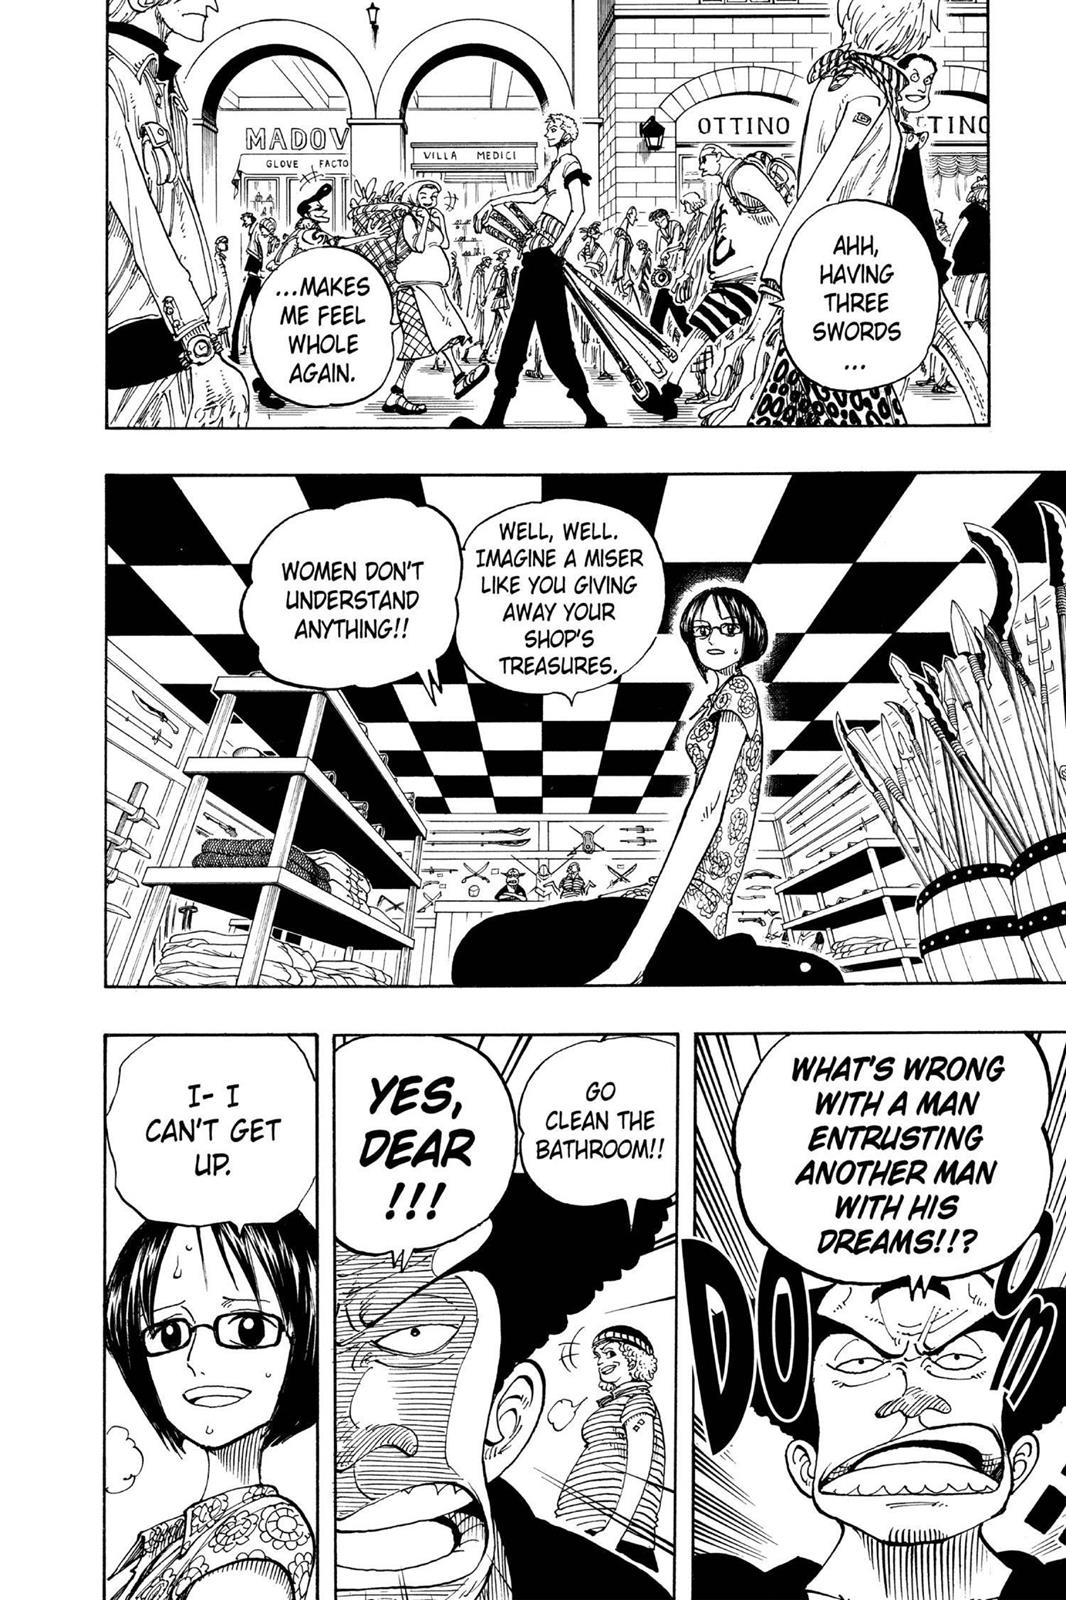 MADOV
GLOVE FACTO
VILLA MEDICI
OTTINO
TINO
AHH,
HAVING
THREE
SWORDS
...
...MAKES
ME FEEL
WHOLE
AGAIN.
WELL, WELL.
IMAGINE A MISER
LIKE YOU GIVING
AWAY YOUR
SHOP'S
TREASURES.
WOMEN DON'T
UNDERSTAND
ANYTHING!!
WHAT'S WRONG
WITH A MAN
ENTRUSTING
ANOTHER MAN
WITH HIS
DREAMS!!?
DOOM
GO
CLEAN THE
BATHROOM!!
YES,
DEAR
!!!
I- I
CAN'T GET
UP.